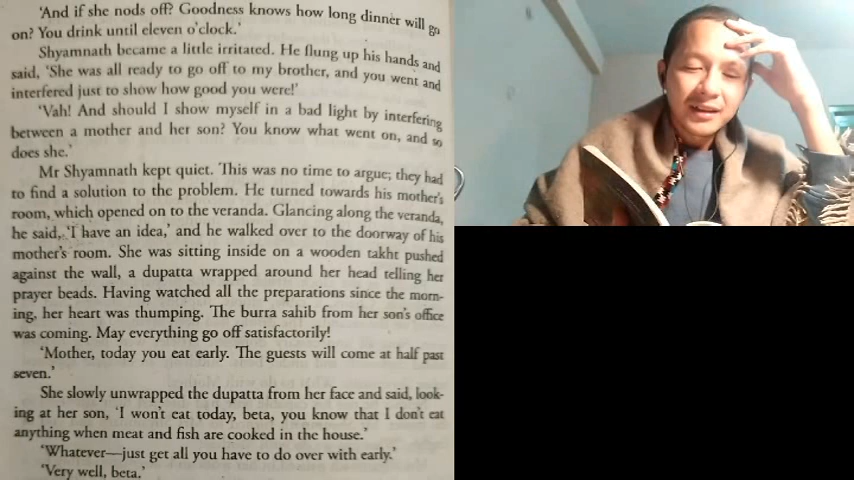 'And if she nods off? Goodness knows how long dinner will go
on? You drink until eleven o'clock.'
Shyamnath became a little irritated. He flung up his hands and
said, 'She was all ready to go off to my brother, and you went and
interfered just to show how good you were!'
'Vah! And should I show myself in a bad light by interfering
between a mother and her son? You know what went on, and so
does she.'
Mr Shyamnath kept quiet. This was no time to argue; they had
to find a solution to the problem. He turned towards his mother's
room, which opened on to the veranda. Glancing along the veranda,
he said, 'I have an idea,' and he walked over to the doorway of his
mother's room. She was sitting inside on a wooden takht pushed
against the wall, a dupatta wrapped around her head telling her
prayer beads. Having watched all the preparations since the morn-
ing, her heart was thumping. The burra sahib from her son's office
was coming. May everything go off satisfactorily!
'Mother, today you eat early. The guests will come at half past
seven.'
She slowly unwrapped the dupatta from her face and said, look-
ing at her son, 'I won't eat today, beta, you know that I don't eat
anything when meat and fish are cooked in the house.'
'Whatever—just get all you have to do over with early.'
'Very well, beta.'